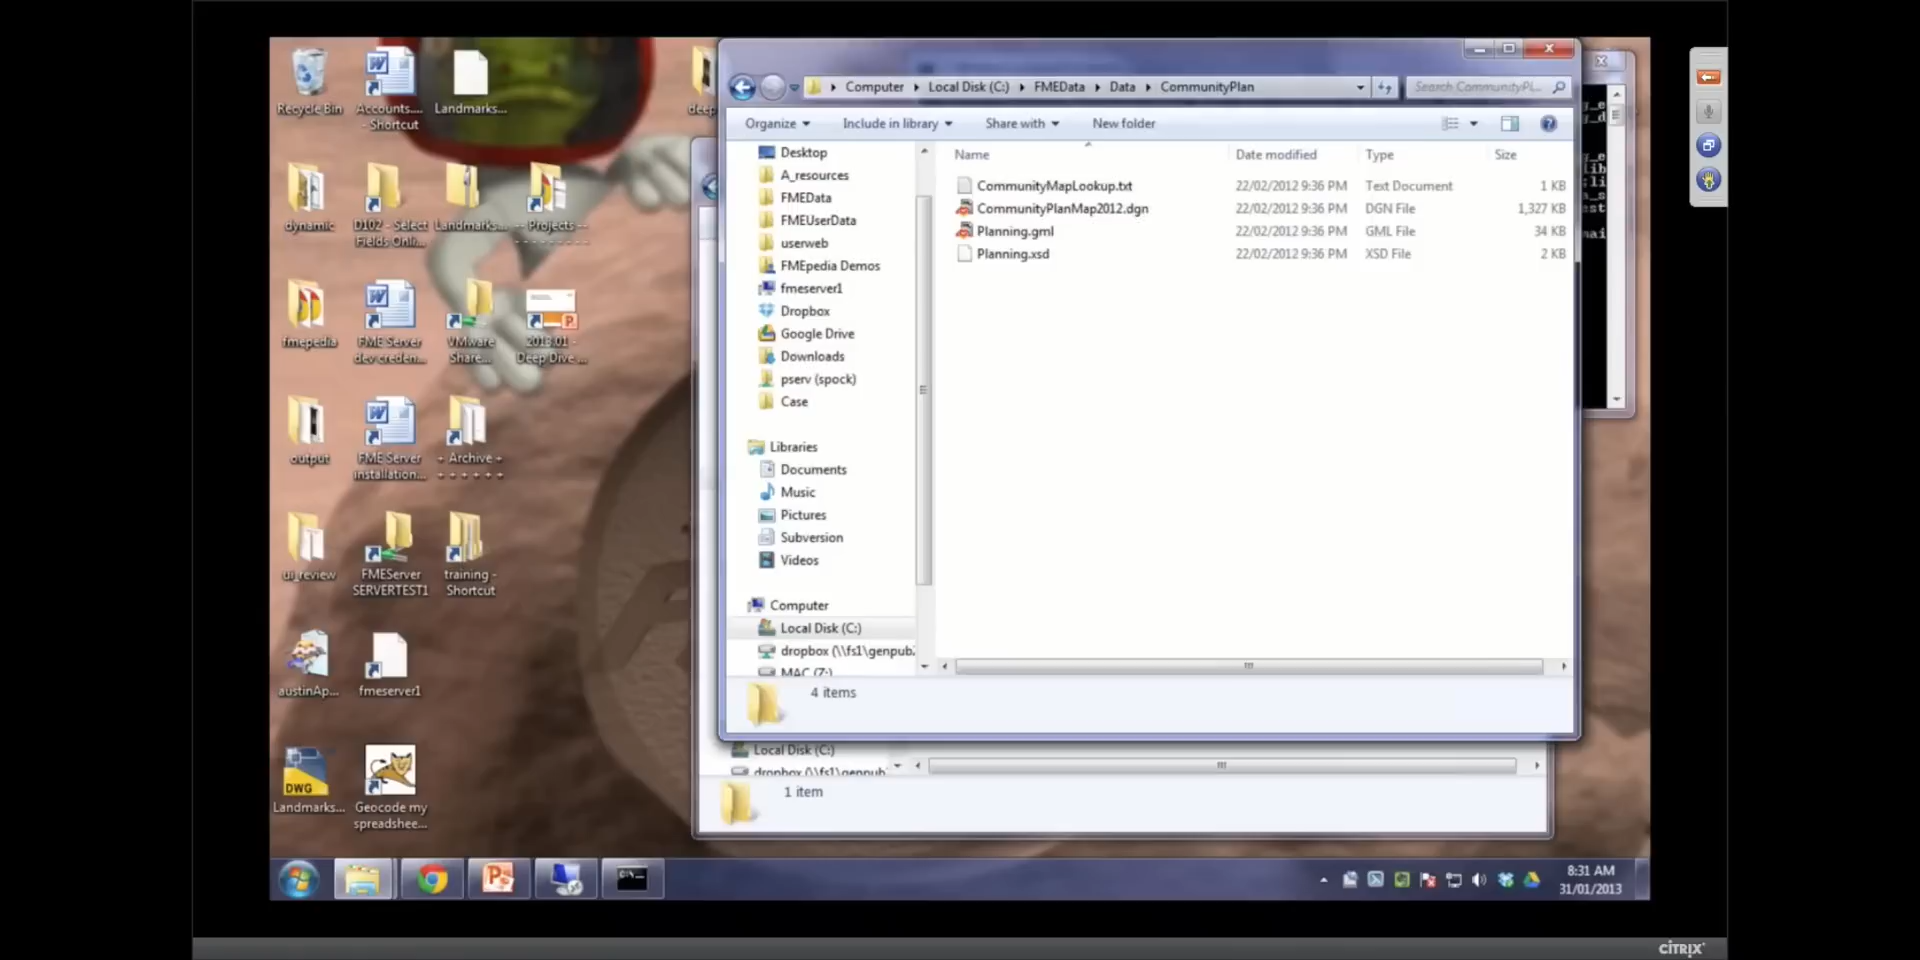 Recycle Bin
Accounts....
- Shortcut
Landmarks...
deep
dynamic
D102 - Select
Fields Onli...
Landmarks...
-- Projects --
fmepedia
FME Server
dev creden...
VMware
Share...
2013.01 -
Deep Dive ...
output
FME Server
installation...
+ Archive +
ui_review
FMEServer
SERVERTEST1
training -
Shortcut
austinAp...
fmeserver1
DWG
Landmarks...
Geocode my
spreadshee...
Computer
Local Disk (C:)
FMEData
Data
CommunityPlan
Search CommunityPl...
Organize
Include in library
Share with
New folder
Desktop
A_resources
FMEData
FMEUserData
userweb
FMEpedia Demos
fmeserver1
Dropbox
Google Drive
Downloads
pserv (spock)
Case
Libraries
Documents
Music
Pictures
Subversion
Videos
Computer
Local Disk (C:)
dropbox (\\fs1\genpub
MAC (Z:)
Name Date modified Type Size
CommunityMapLookup.txt 22/02/2012 9:36 PM Text Document 1 KB
CommunityPlanMap2012.dgn 22/02/2012 9:36 PM DGN File 1,327 KB
Planning.gml 22/02/2012 9:36 PM GML File 34 KB
Planning.xsd 22/02/2012 9:36 PM XSD File 2 KB
4 items
Local Disk (C:)
dropbox (\\fs1\genpub
1 item
8:31 AM
31/01/2013
CITRIX